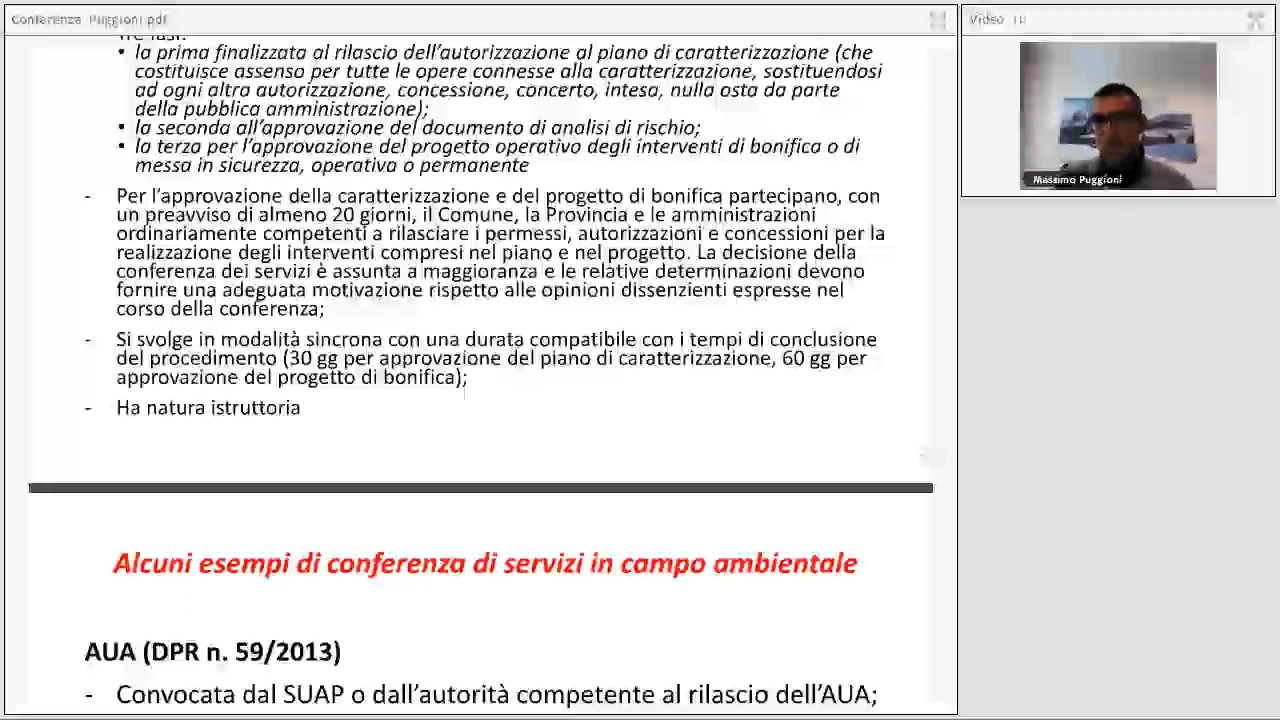 Conferenza Puggioni pdf
Tre fasi:
• la prima finalizzata al rilascio dell'autorizzazione al piano di caratterizzazione (che
costituisce assenso per tutte le opere connesse alla caratterizzazione, sostituendosi
ad ogni altra autorizzazione, concessione, concerto, intesa, nulla osta da parte
della pubblica amministrazione);
• la seconda all'approvazione del documento di analisi di rischio;
• la terza per l'approvazione del progetto operativo degli interventi di bonifica o di
messa in sicurezza, operativa o permanente
- Per l'approvazione della caratterizzazione e del progetto di bonifica partecipano, con
un preavviso di almeno 20 giorni, il Comune, la Provincia e le amministrazioni
ordinariamente competenti a rilasciare i permessi, autorizzazioni e concessioni per la
realizzazione degli interventi compresi nel piano e nel progetto. La decisione della
conferenza dei servizi è assunta a maggioranza e le relative determinazioni devono
fornire una adeguata motivazione rispetto alle opinioni dissenzienti espresse nel
corso della conferenza;
- Si svolge in modalità sincrona con una durata compatibile con i tempi di conclusione
del procedimento (30 gg per approvazione del piano di caratterizzazione, 60 gg per
approvazione del progetto di bonifica);
- Ha natura istruttoria
Alcuni esempi di conferenza di servizi in campo ambientale
AUA (DPR n. 59/2013)
- Convocata dal SUAP o dall'autorità competente al rilascio dell'AUA;
Video
Massimo Puggioni